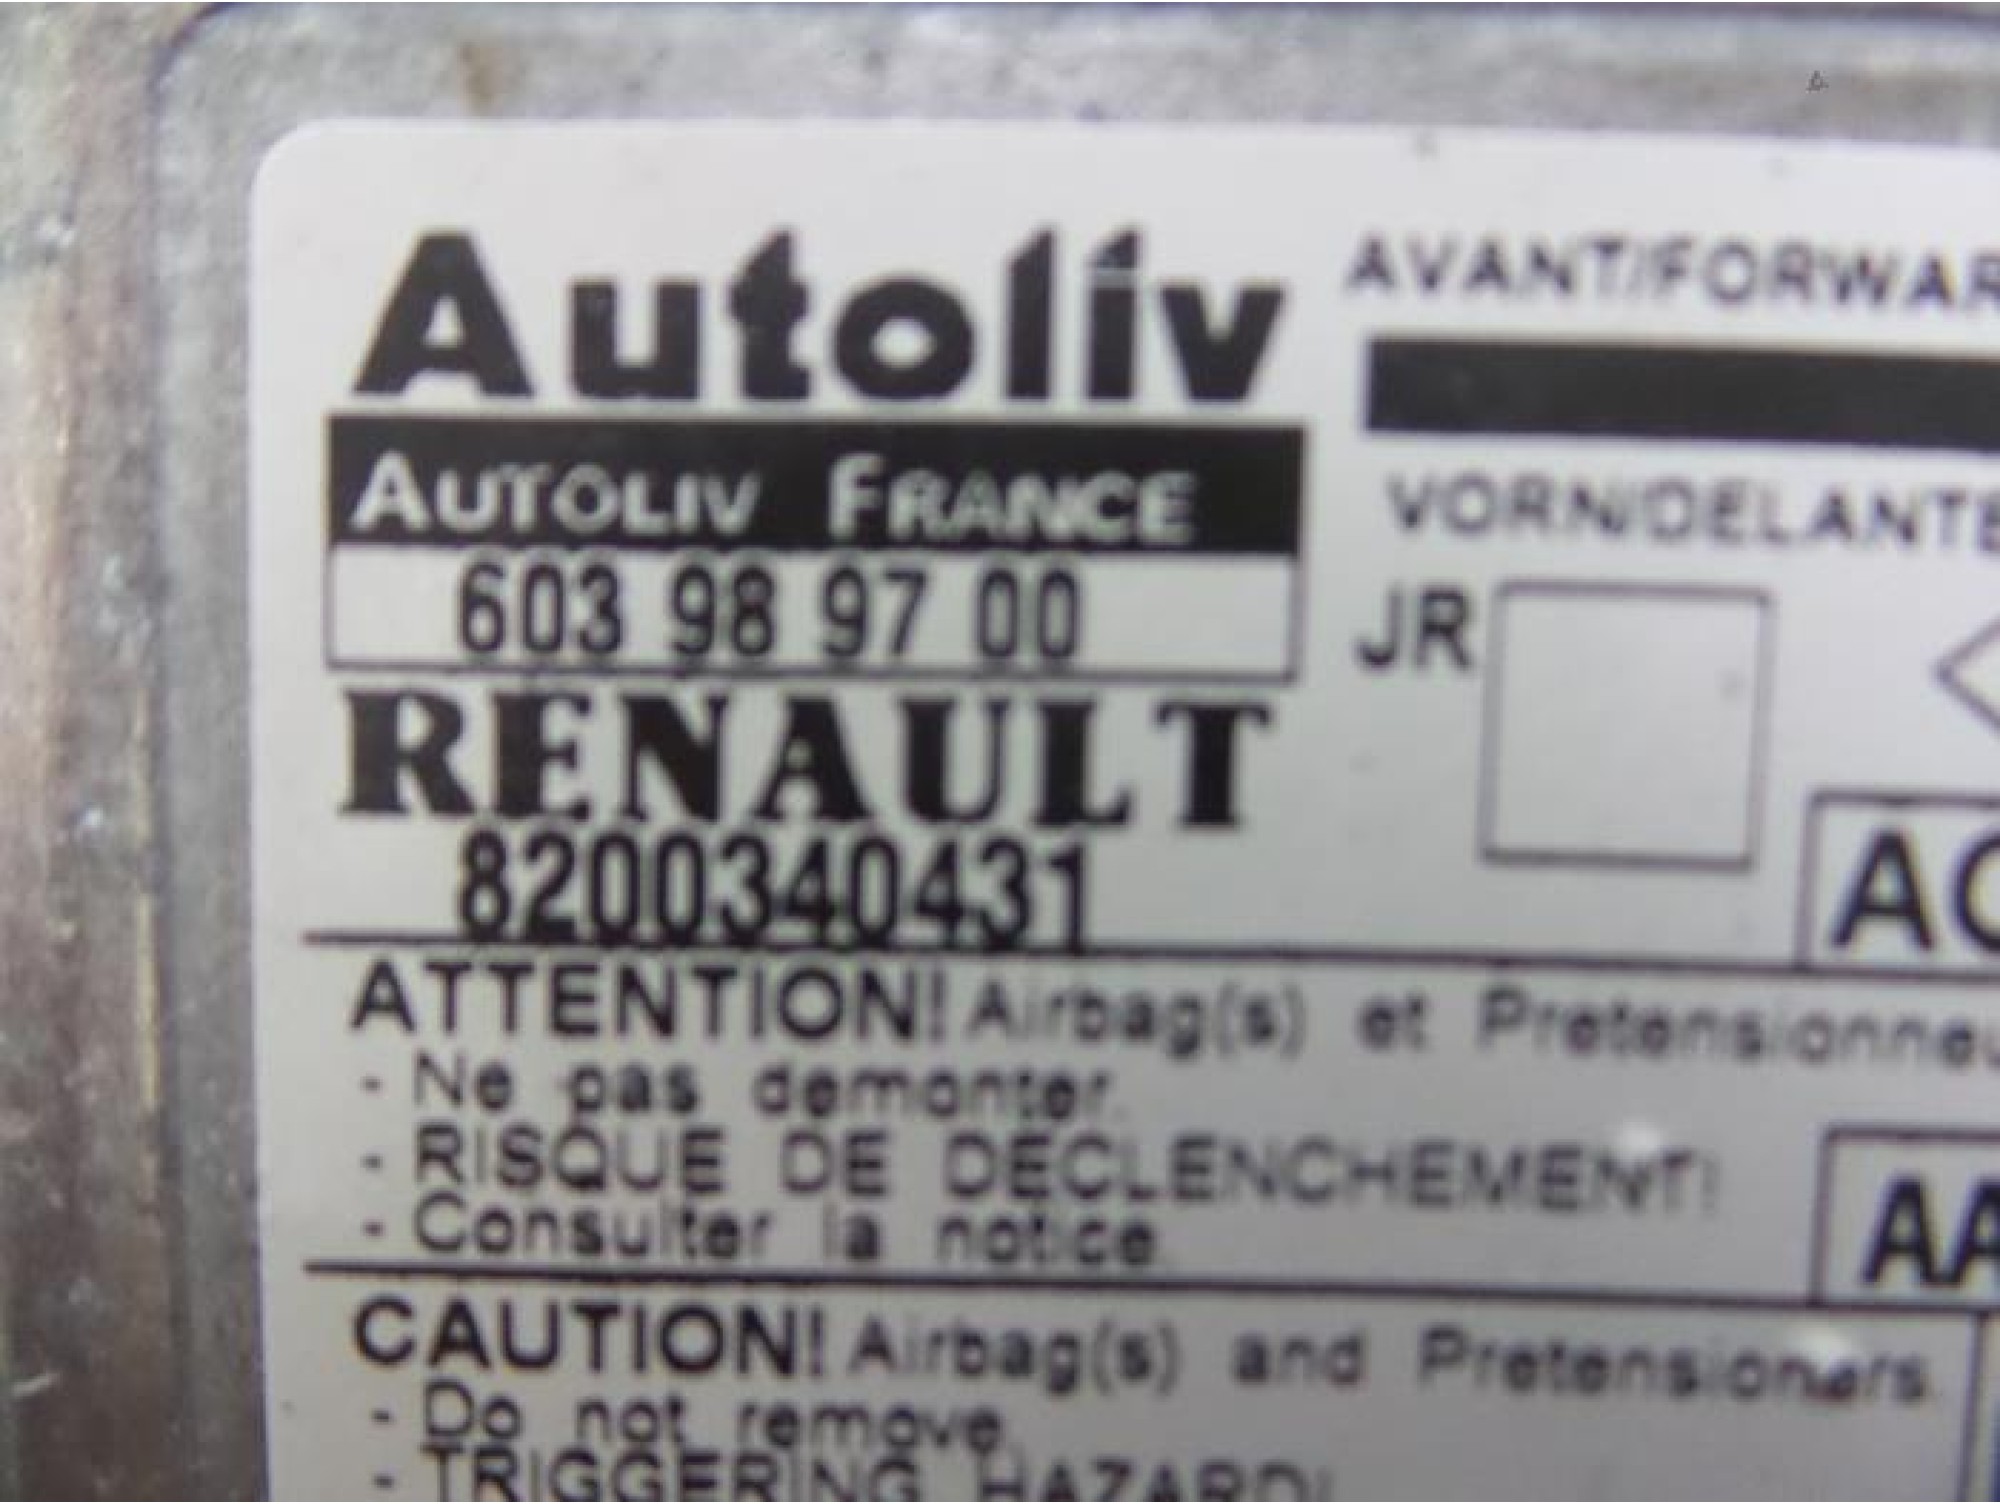 Autoliv
AUTOLIV FRANCE
603 98 97 00
RENAULT
8200340431
AVANT/FORWAR
VORN/DELANTE
JR
AC
ATTENTION! Airbag(s) et Pretensionneu
- Ne pas demonter.
- RISQUE DE DECLENCHEMENT!
- Consulter la notice.
AA
CAUTION! Airbag(s) and Pretensioners.
- Do not remove.
- TRIGGERING HAZARD!